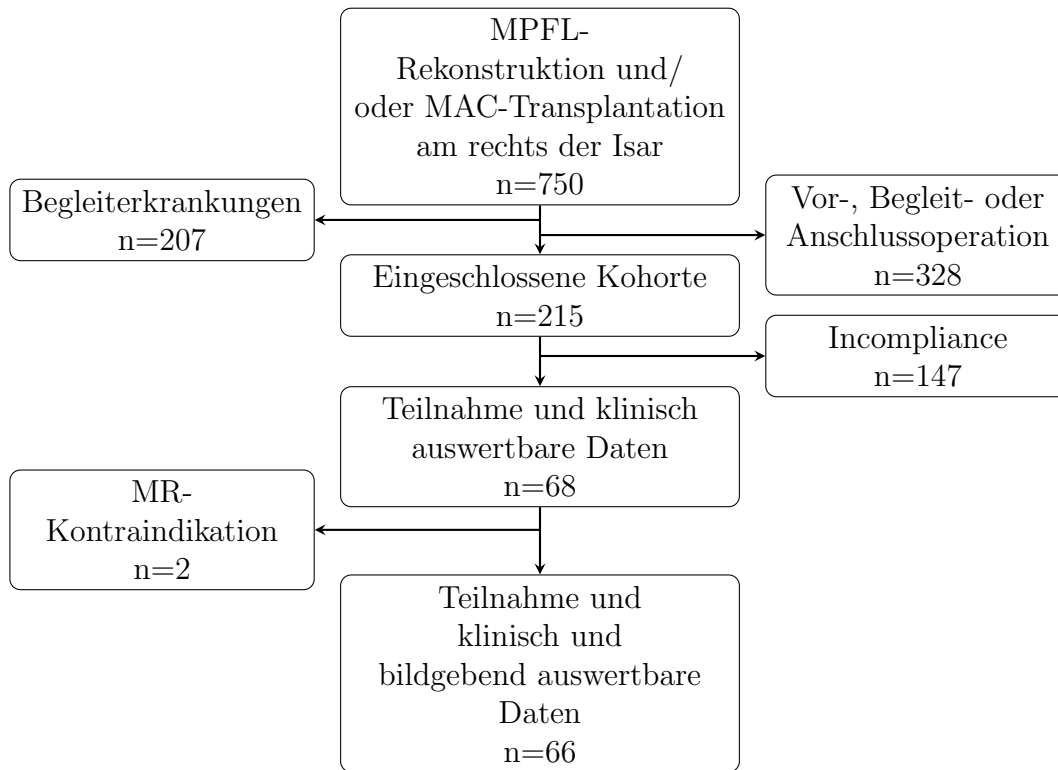 MPFL-
Rekonstruktion und/
oder MAC-Transplantation
am rechts der Isar
n=750
Begleiterkrankungen
n=207
Vor-, Begleit- oder
Anschlussoperation
n=328
Eingeschlossene Kohorte
n=215
Incompliance
n=147
Teilnahme und klinisch
auswertbare Daten
n=68
MR-
Kontraindikation
n=2
Teilnahme und
klinisch und
bildgebend auswertbare
Daten
n=66